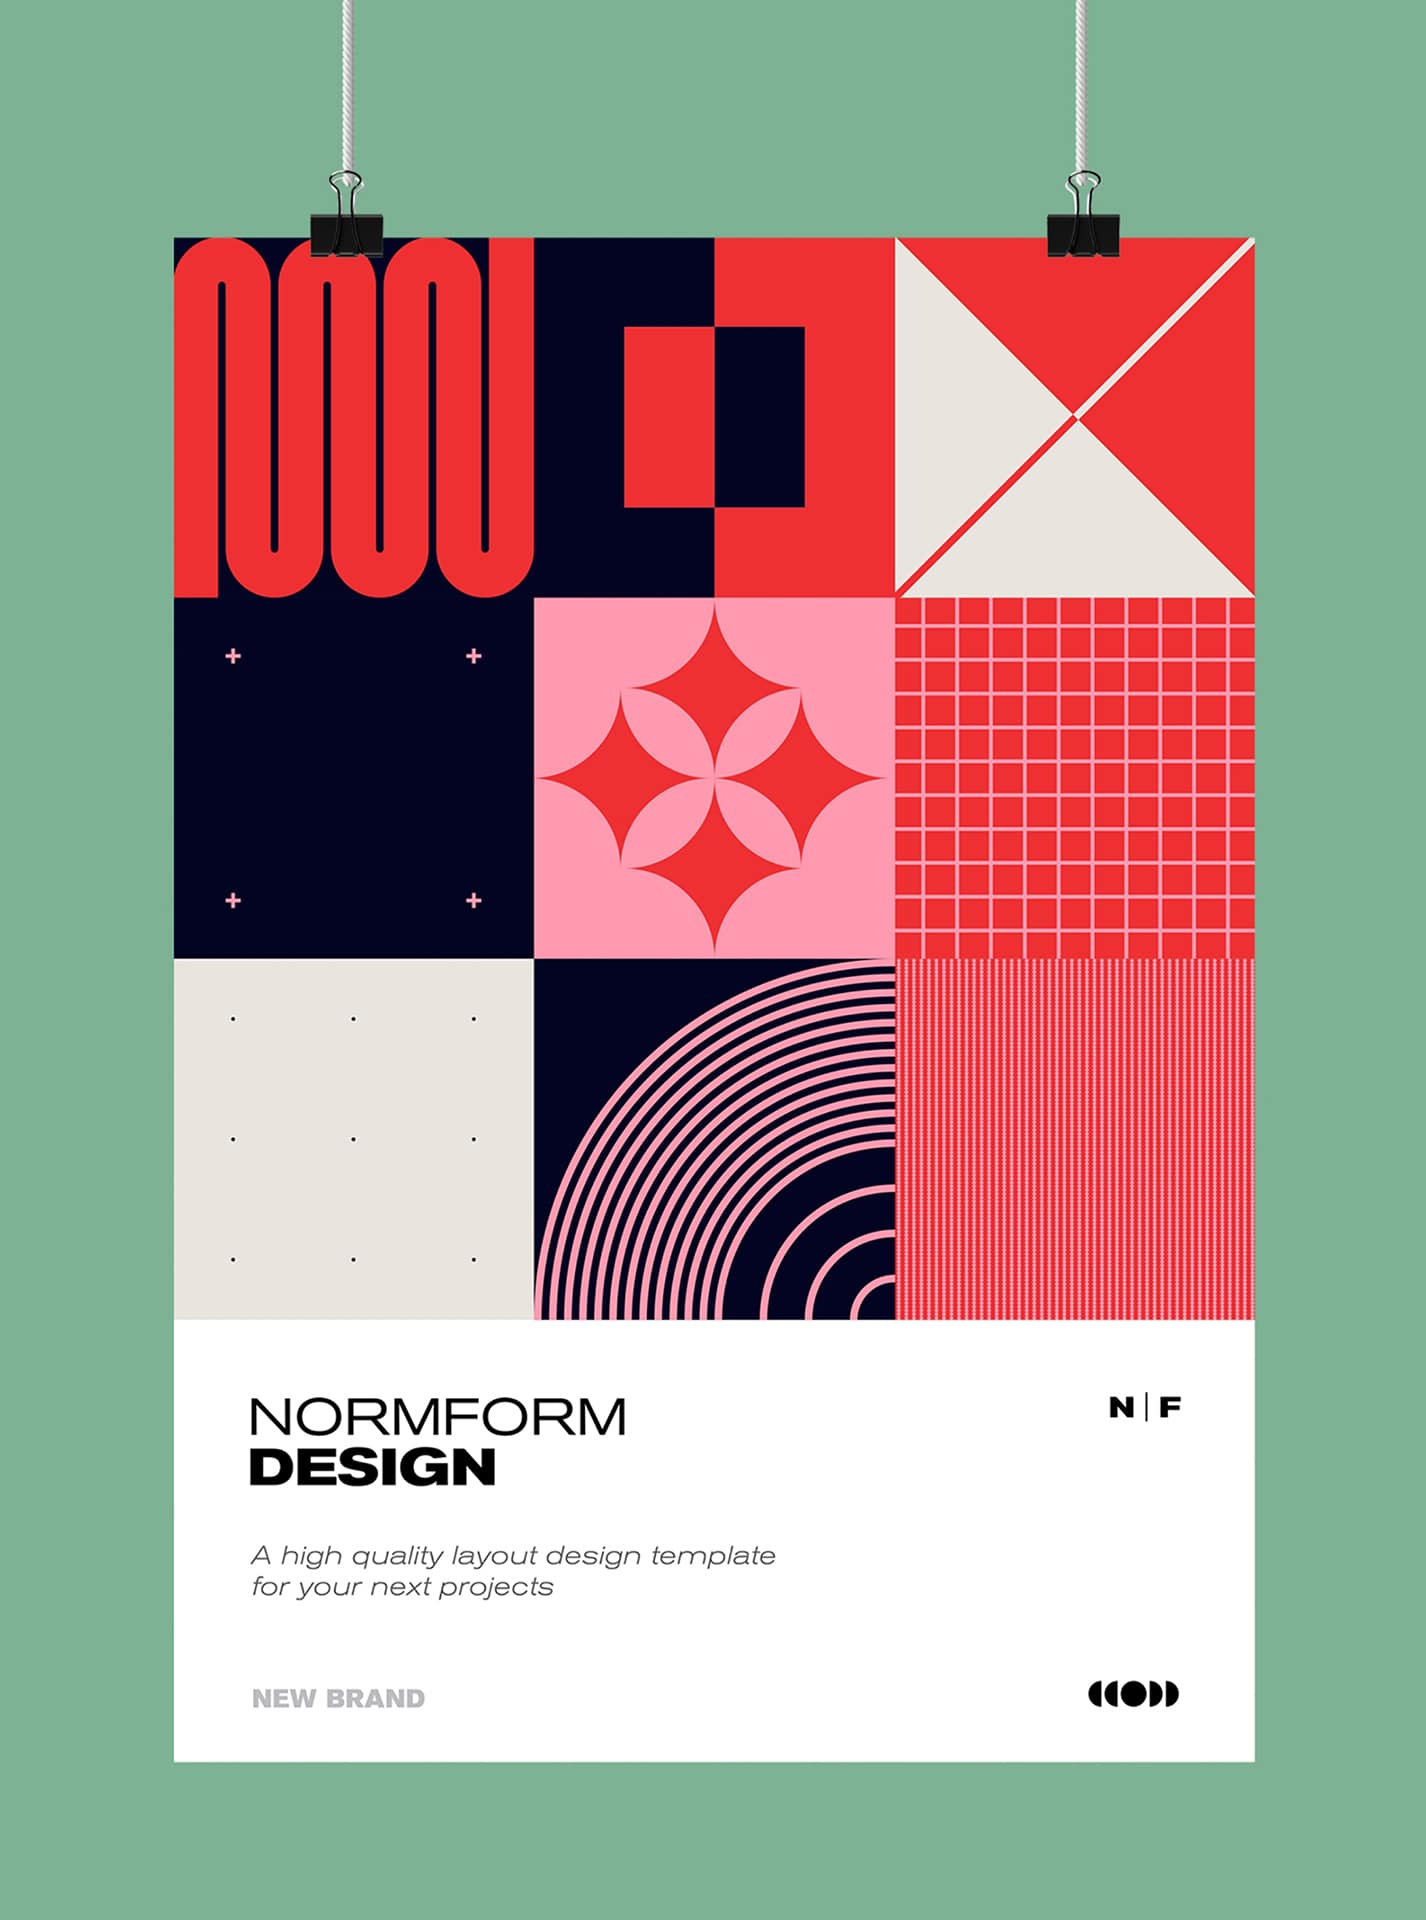 NORMFORM
DESIGN
N|F
A high quality layout design template
for your next projects
NEW BRAND